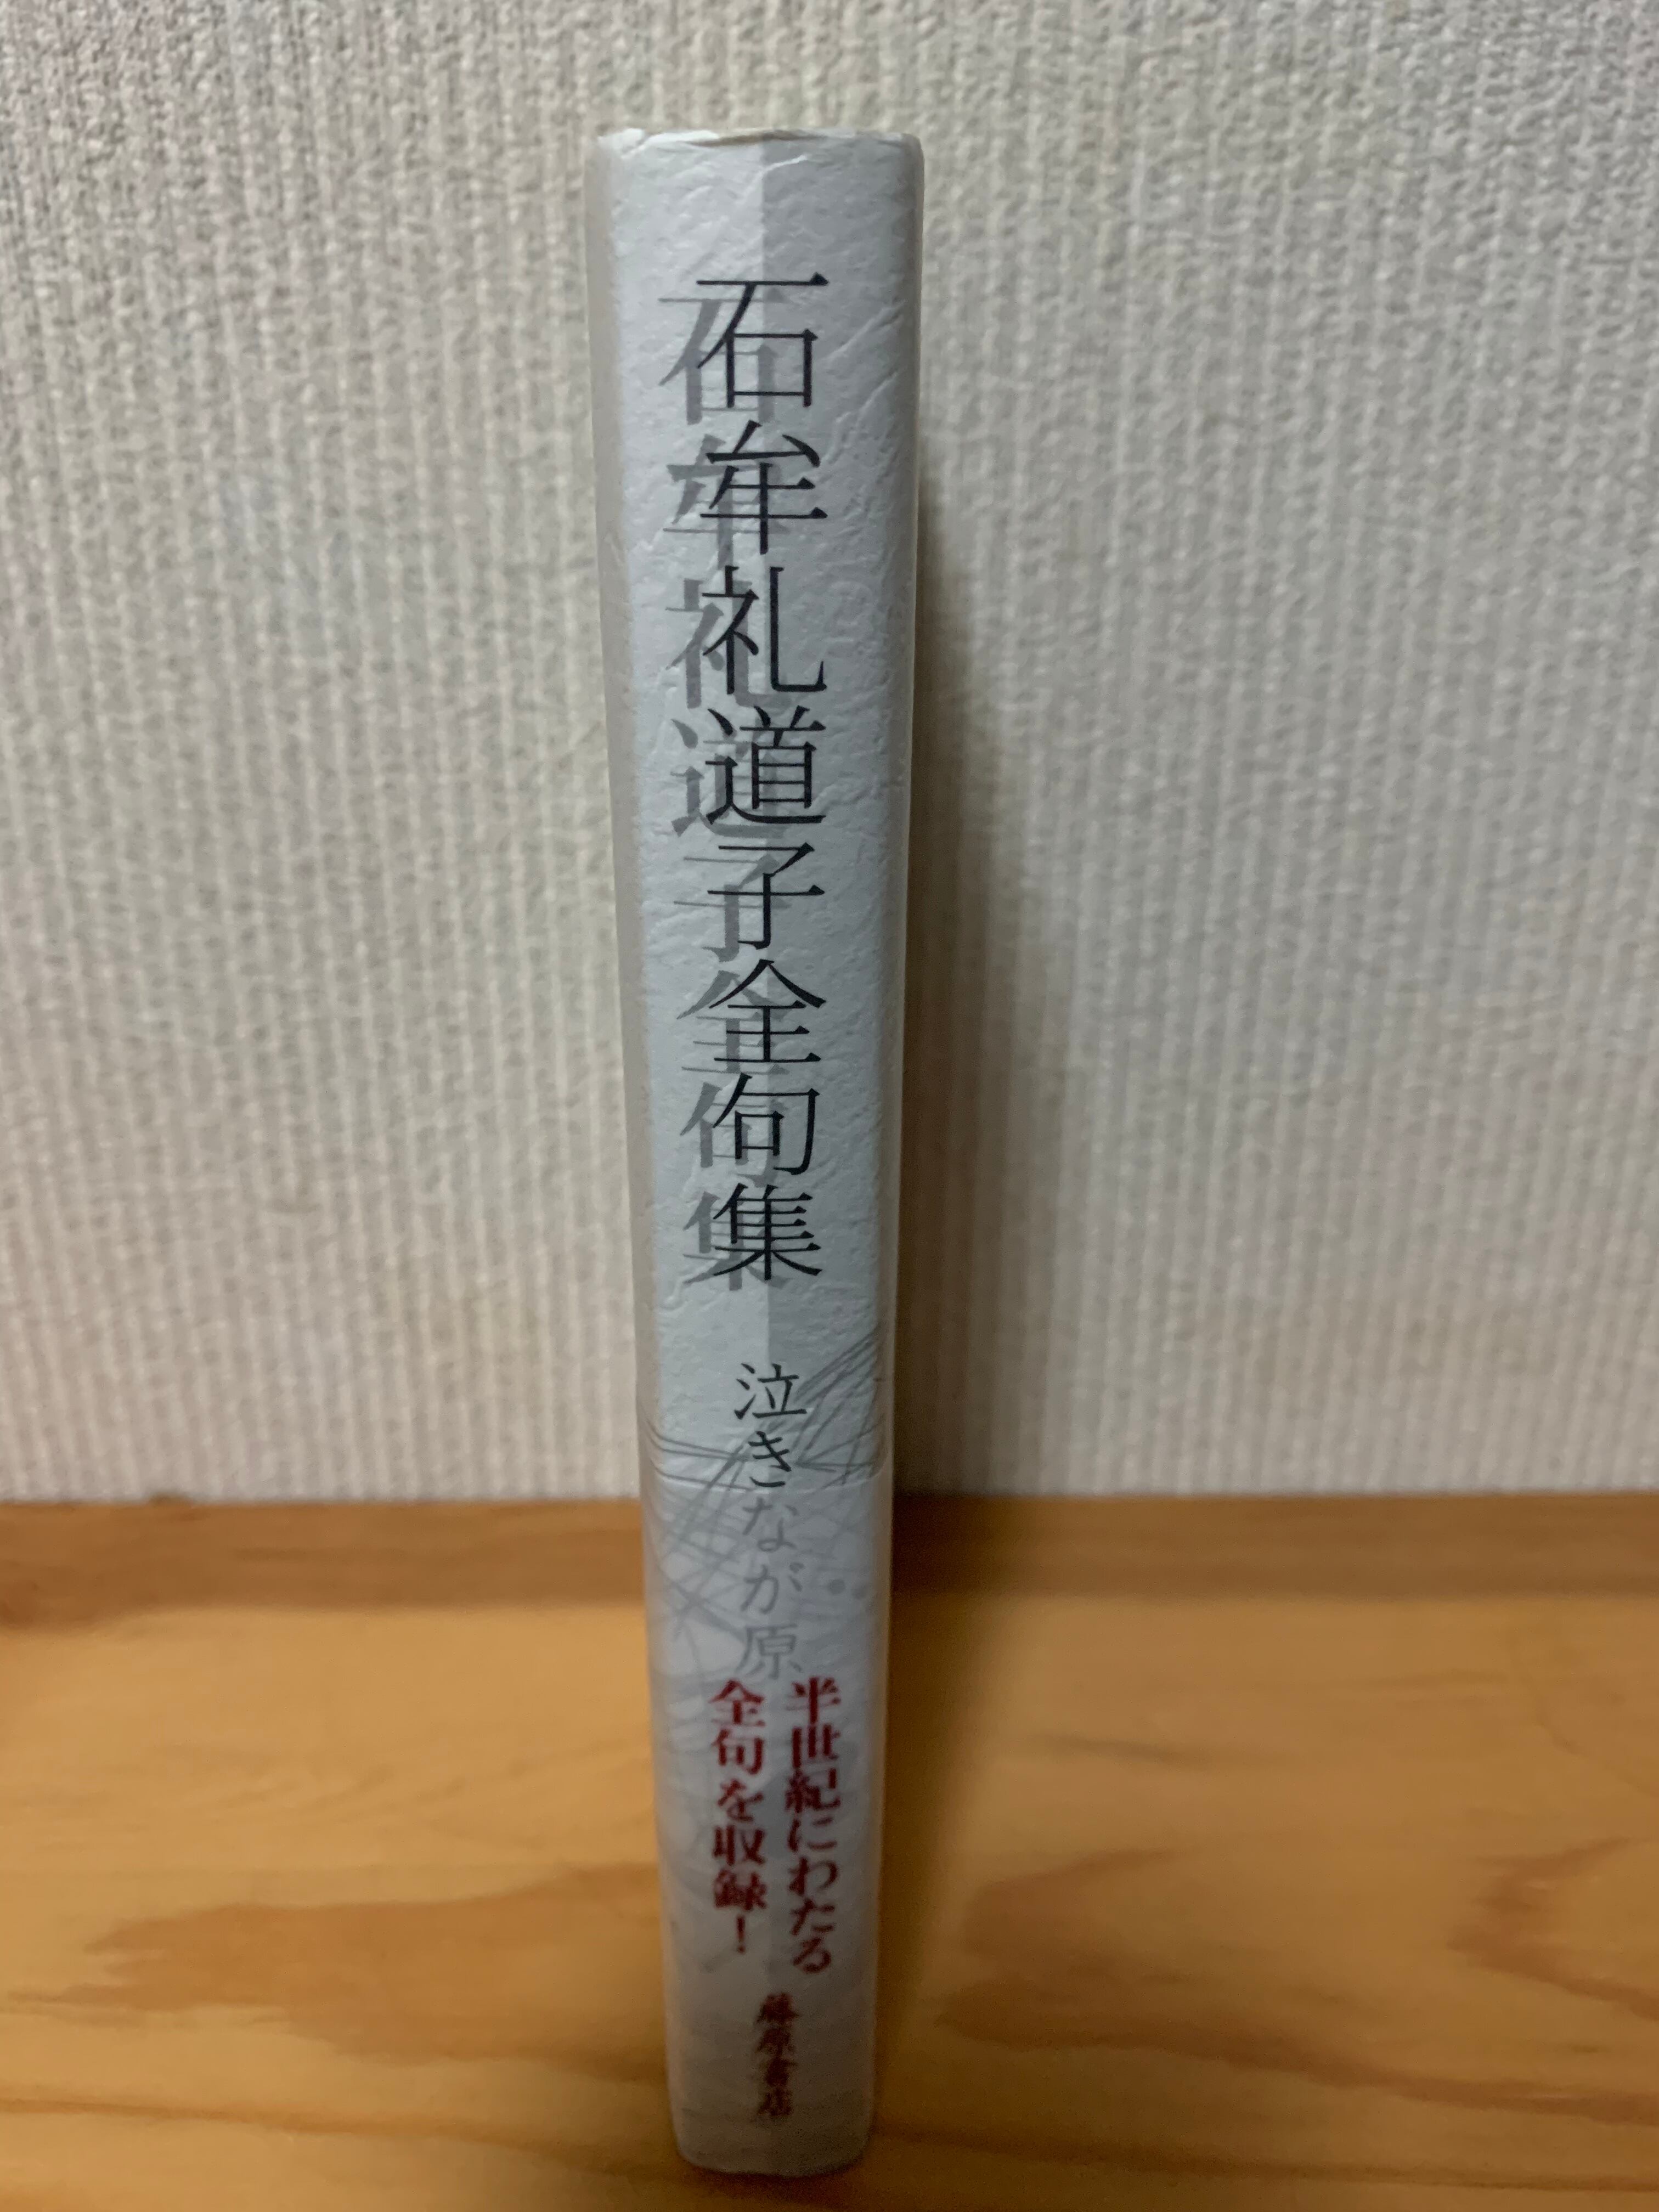 石牟礼道子全句集
泣きなが原
半世紀にわたる
全句を収録！
藤原書店